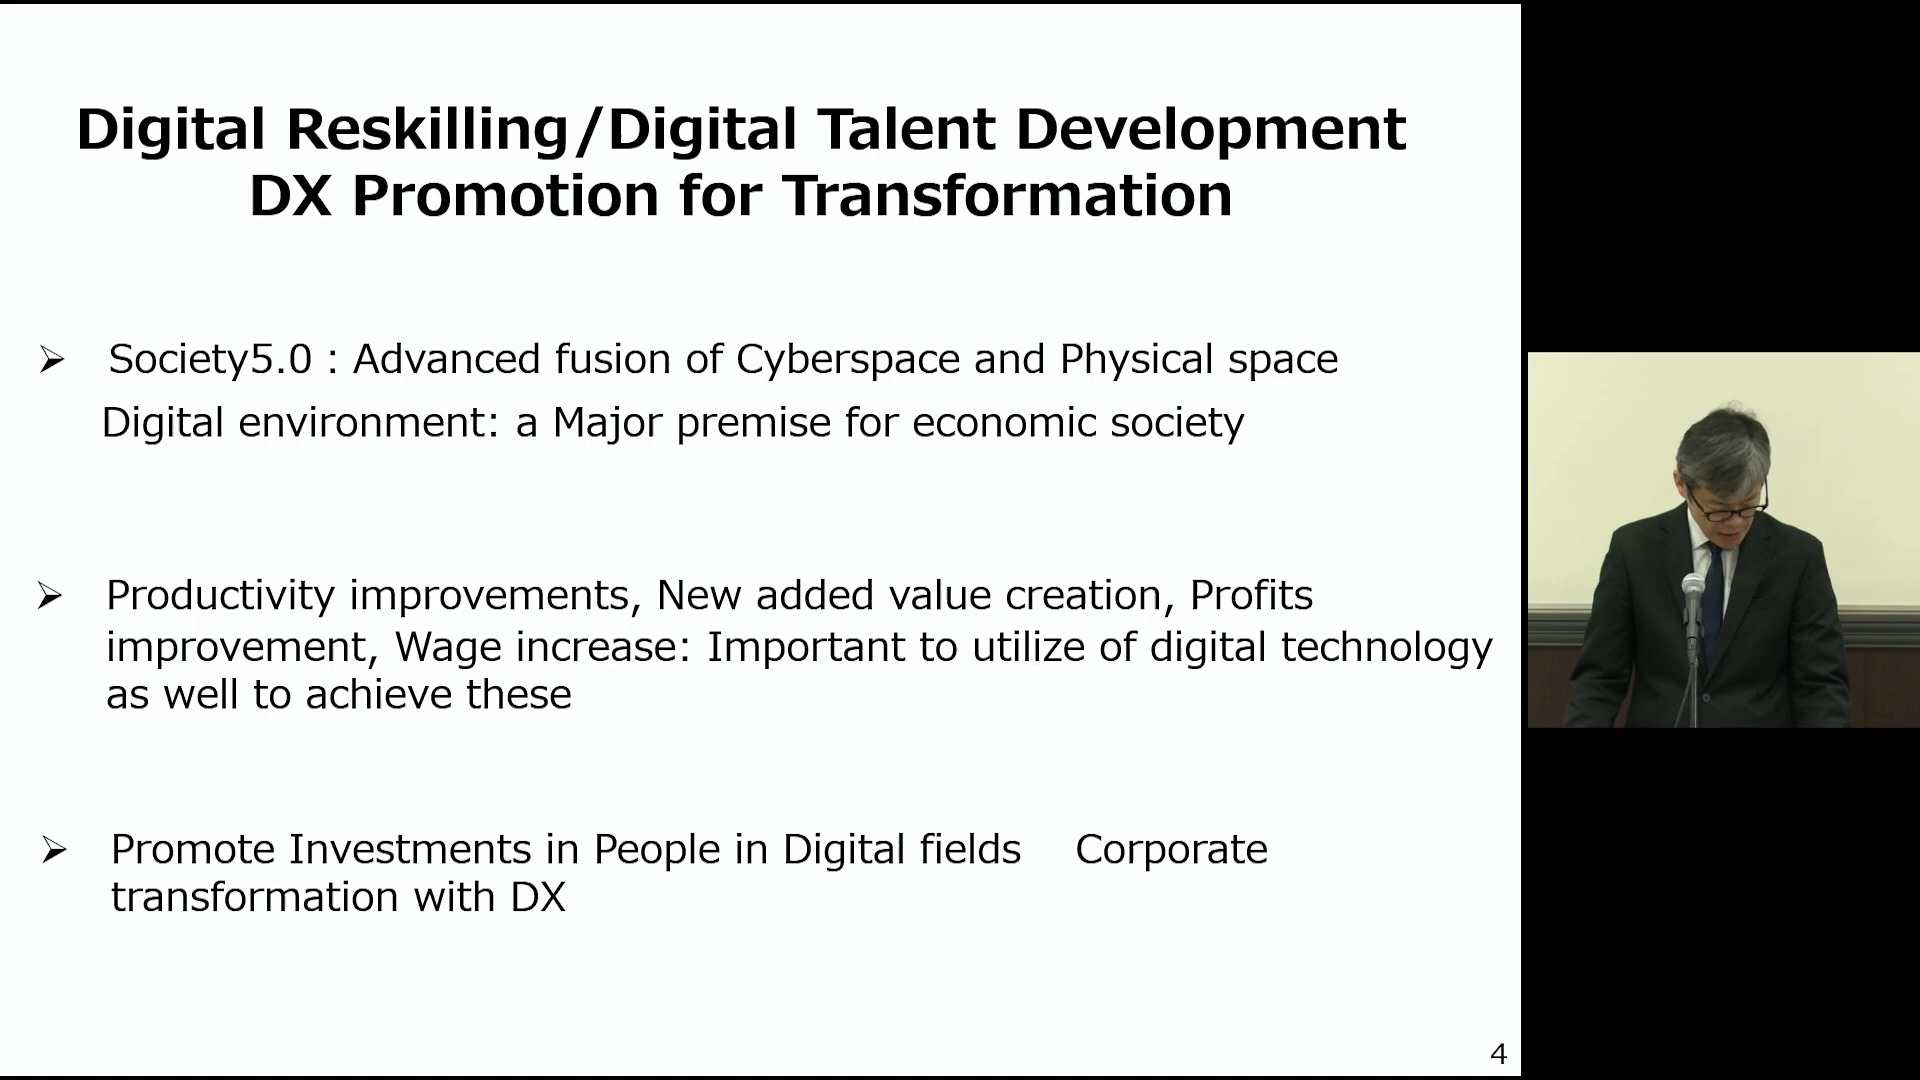 Digital Reskilling/Digital Talent Development
DX Promotion for Transformation
➢ Society5.0 : Advanced fusion of Cyberspace and Physical space
Digital environment: a Major premise for economic society
➢ Productivity improvements, New added value creation, Profits
improvement, Wage increase: Important to utilize of digital technology
as well to achieve these
➢ Promote Investments in People in Digital fields Corporate
transformation with DX
4